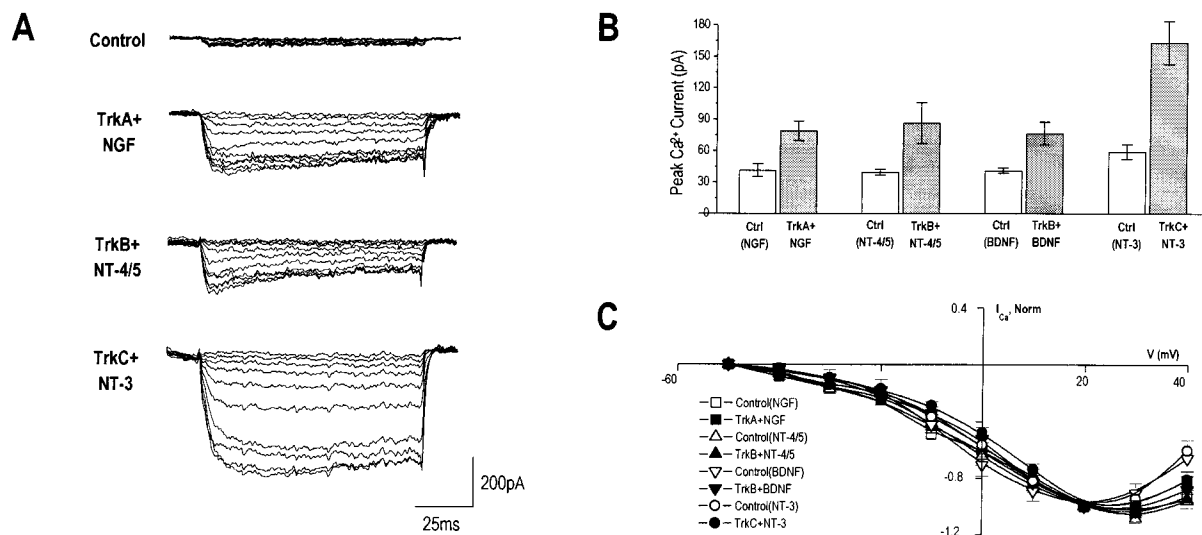 A
Control
TrkA+
NGF
TrkB+
NT-4/5
TrkC+
NT-3
200pA
25ms
B
Peak Ca²⁺ Current (pA)
180
150
120
90
60
30
0
Ctrl
(NGF)
TrkA+
NGF
Ctrl
(NT-4/5)
TrkB+
NT-4/5
Ctrl
(BDNF)
TrkB+
BDNF
Ctrl
(NT-3)
TrkC+
NT-3
C
0.4
I Ca, Norm
V (mV)
-60
20
40
Control(NGF)
TrkA+NGF
Control(NT-4/5)
TrkB+NT-4/5
Control(BDNF)
TrkB+BDNF
Control(NT-3)
TrkC+NT-3
-0.8
-1.2